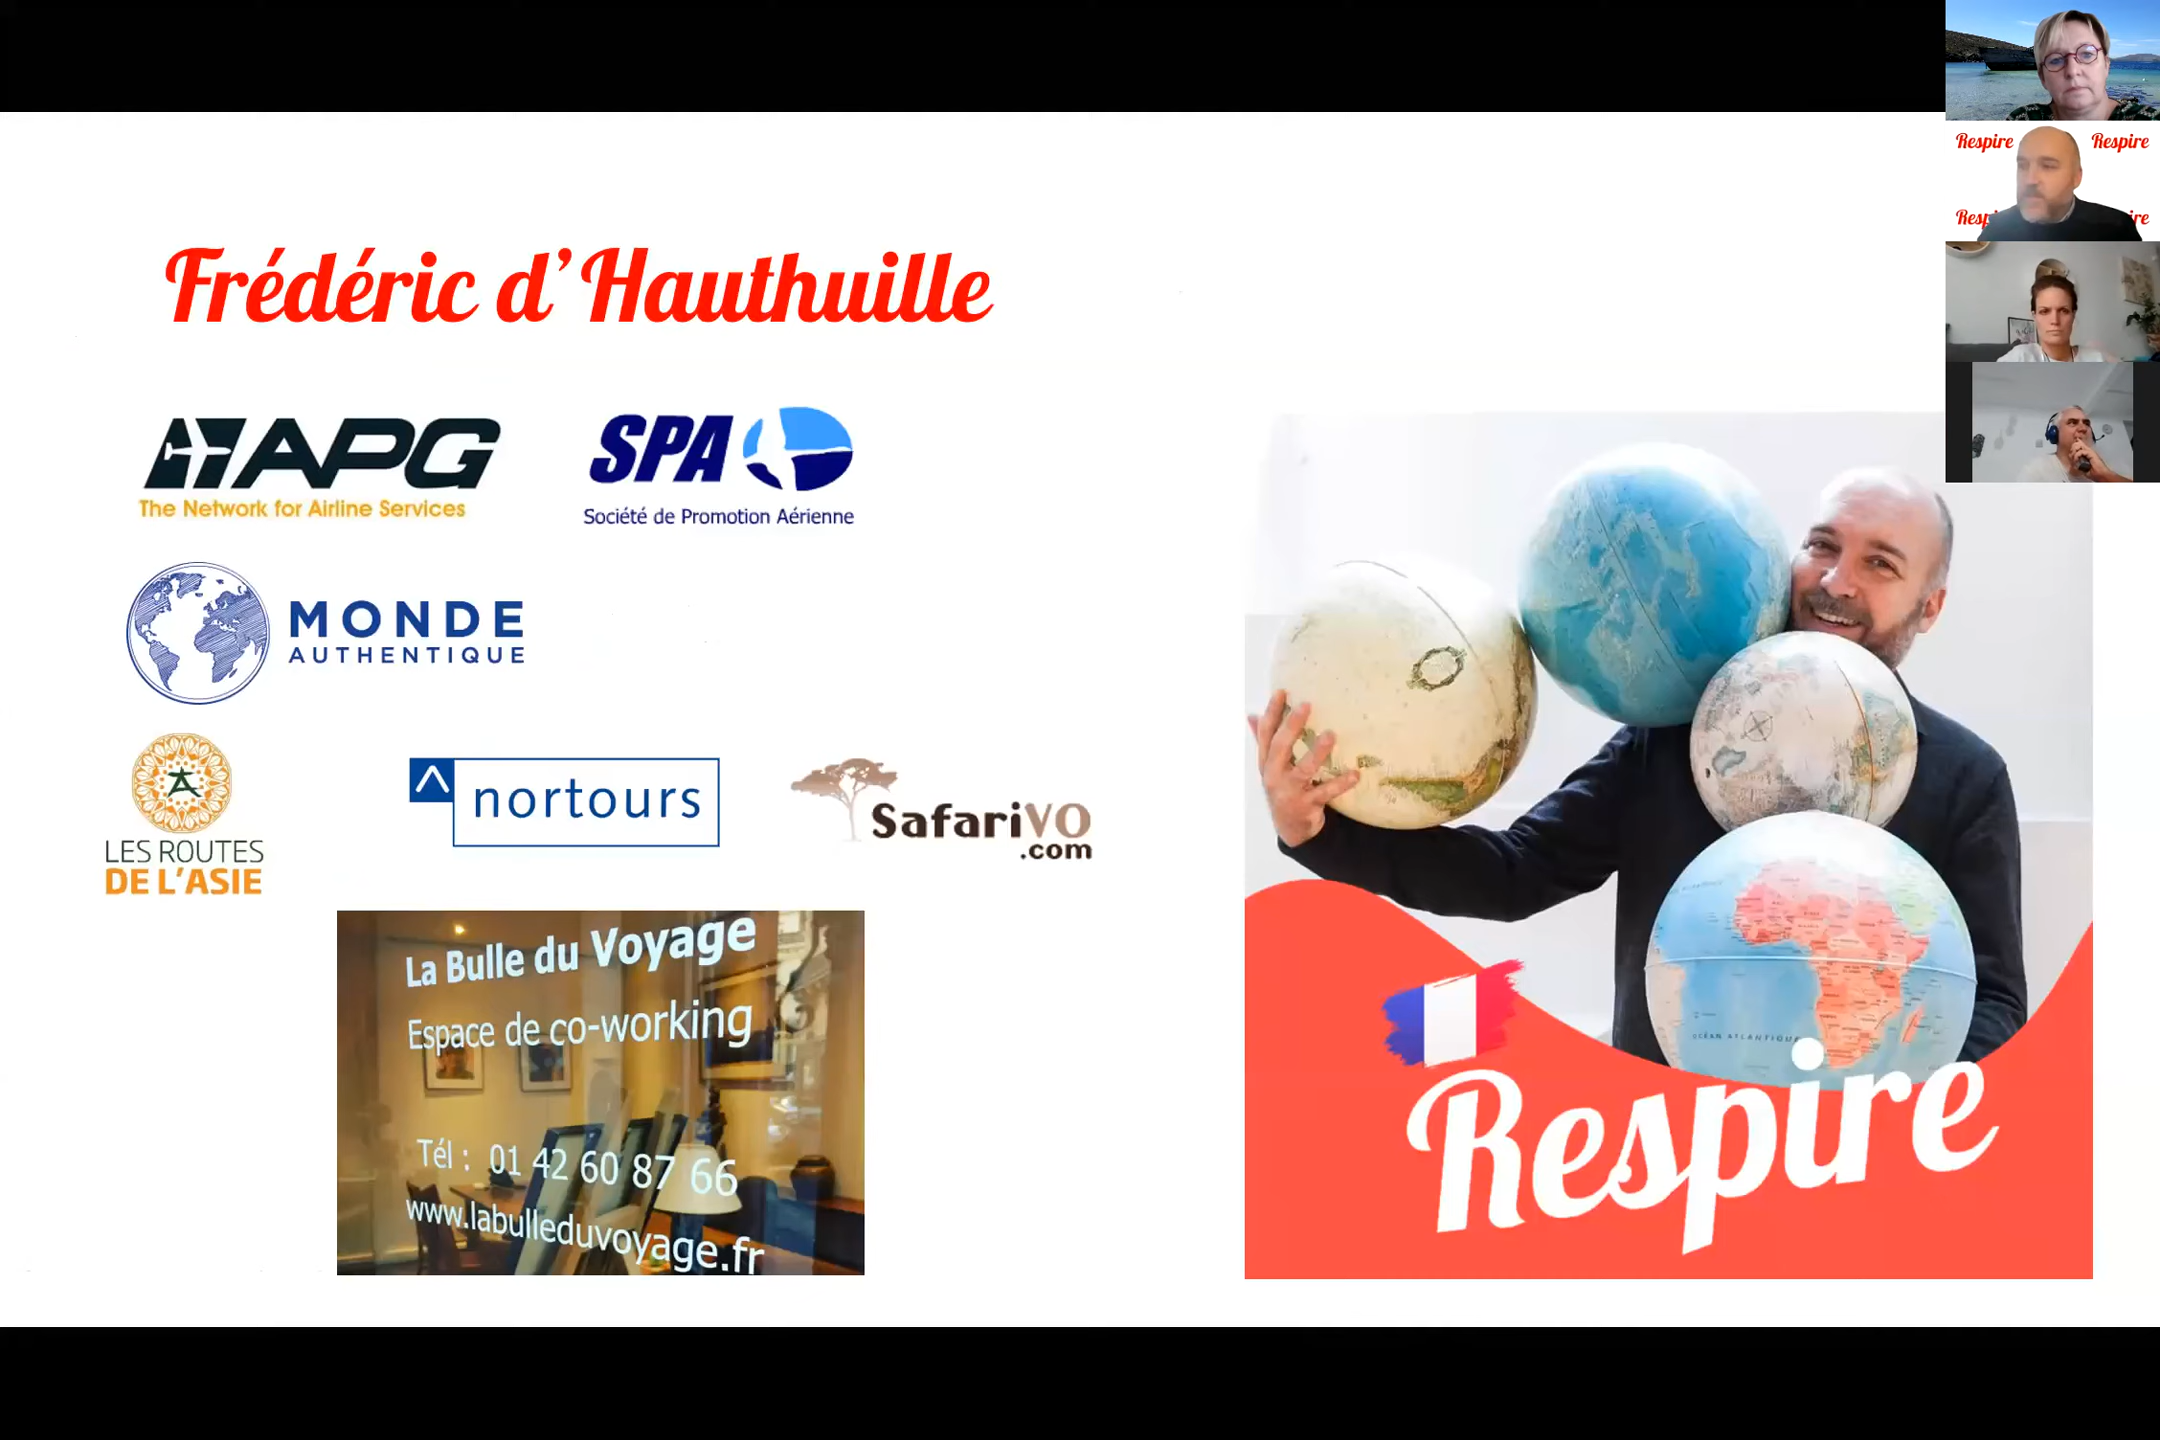 Respire Respire
Frédéric d'Hauthuille
APG
The Network for Airline Services
SPA
Société de Promotion Aérienne
MONDE
AUTHENTIQUE
LES ROUTES
DE L'ASIE
nortours
SafariVO
.com
La Bulle du Voyage
Espace de co-working
Tél : 01 42 60 87 66
www.labulleduvoyage.fr
OCÉAN ATLANTIQUE
Respire